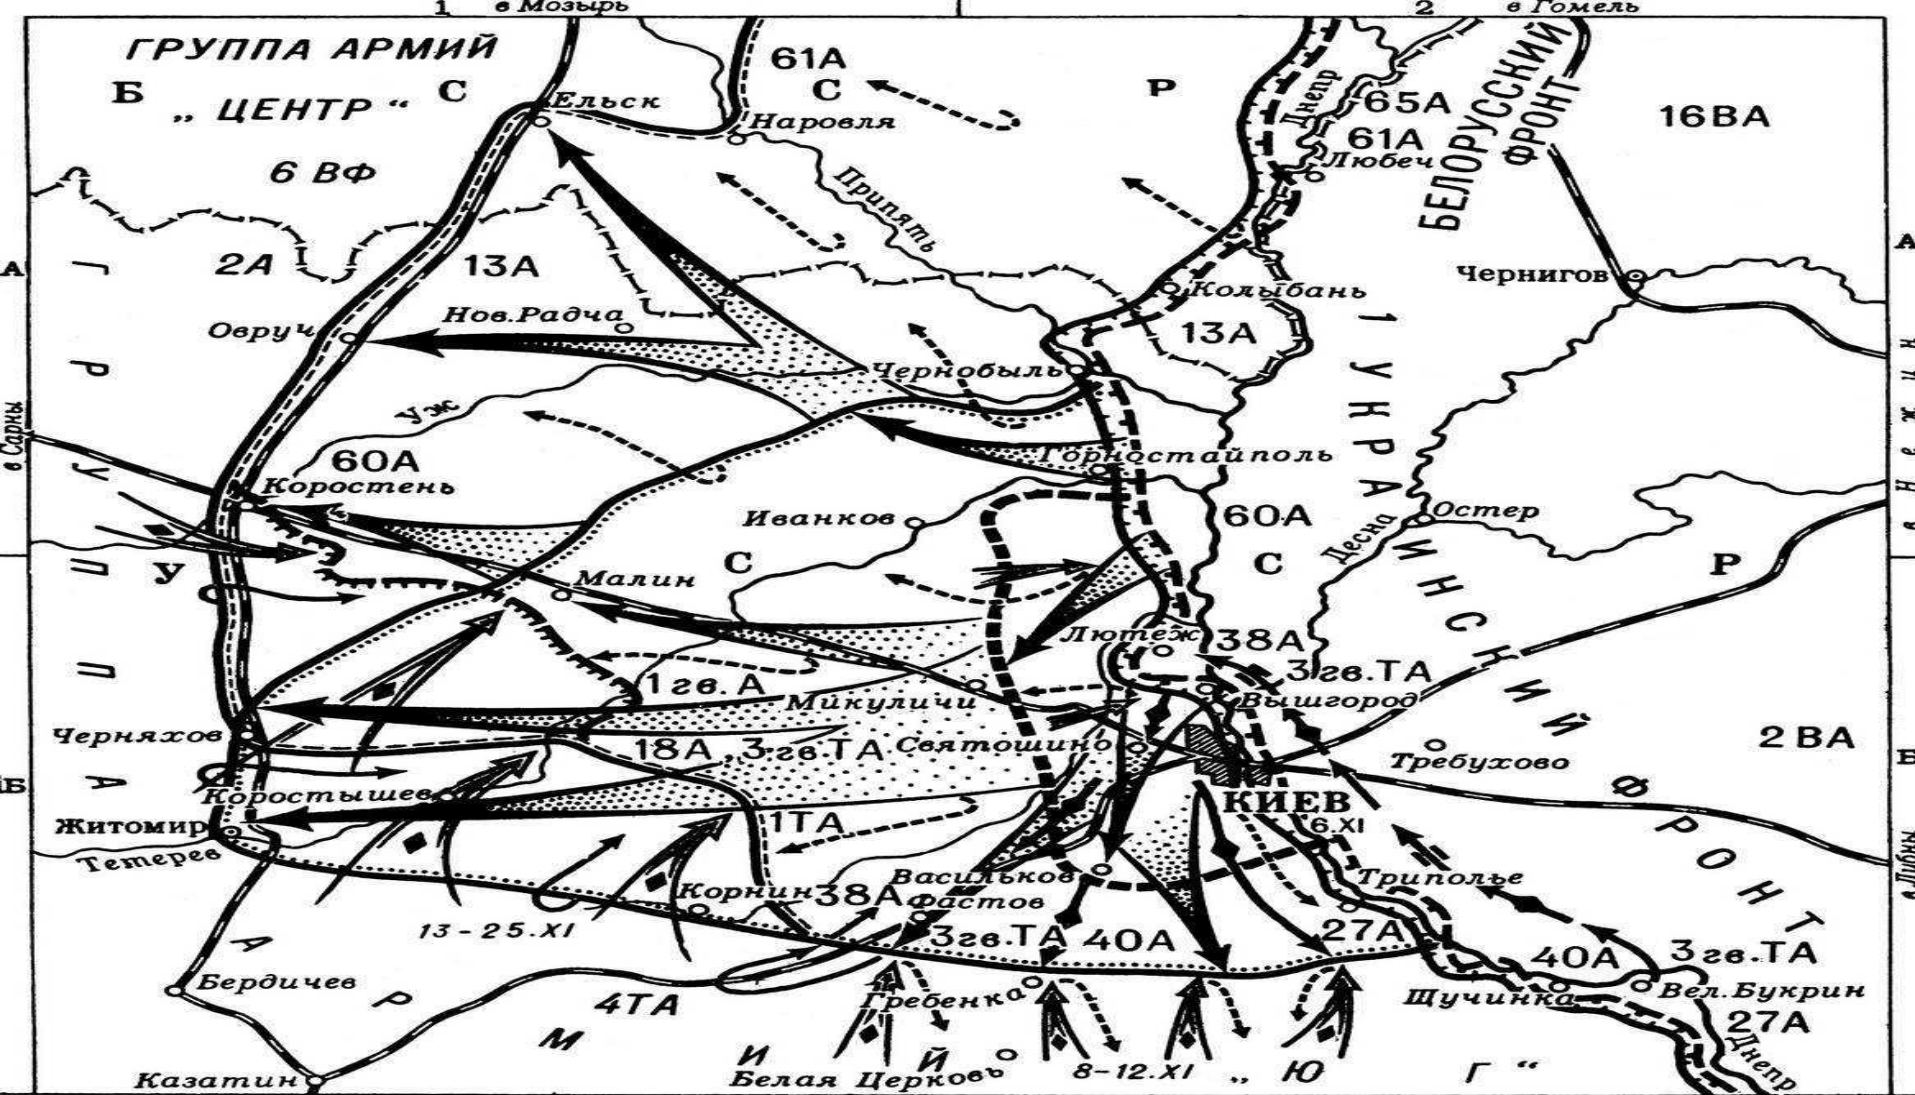 1
в Мозырь
2
в Гомель
ГРУППА АРМИЙ
„ЦЕНТР“
Б С С Р
6 ВФ
61А
Ельск
Наровля
Припять
Днепр
65А
61А
Любеч
БЕЛОРУССКИЙ
ФРОНТ
16ВА
А
А
2А
13А
Овруч
Нов.Радча
Колыбань
13А
Чернигов
Чернобыль
Уж
в Сарны
в Нежин
60А
Коростень
Горностайполь
Иванков
60А
Остер
Десна
1 УКРАИНСКИЙ ФРОНТ
У С С Р
Малин
Лютеж
38А
3гв.ТА
1гв.А
Микуличи
Вышгород
Черняхов
18А,3гв.ТА
Святошино
Требухово
2ВА
Б
Б
Коростышев
КИЕВ
6.XI
Житомир
Тетерев
1ТА
Васильков
Триполье
в Лубны
Корнин
38А
Фастов
13-25.XI
3гв.ТА
40А
27А
40А
3гв.ТА
Бердичев
4ТА
Гребенка
Щучинка
Вел.Букрин
27А
Днепр
Казатин
Белая Церковь
8-12.XI
ГРУППА АРМИЙ „ЮГ“